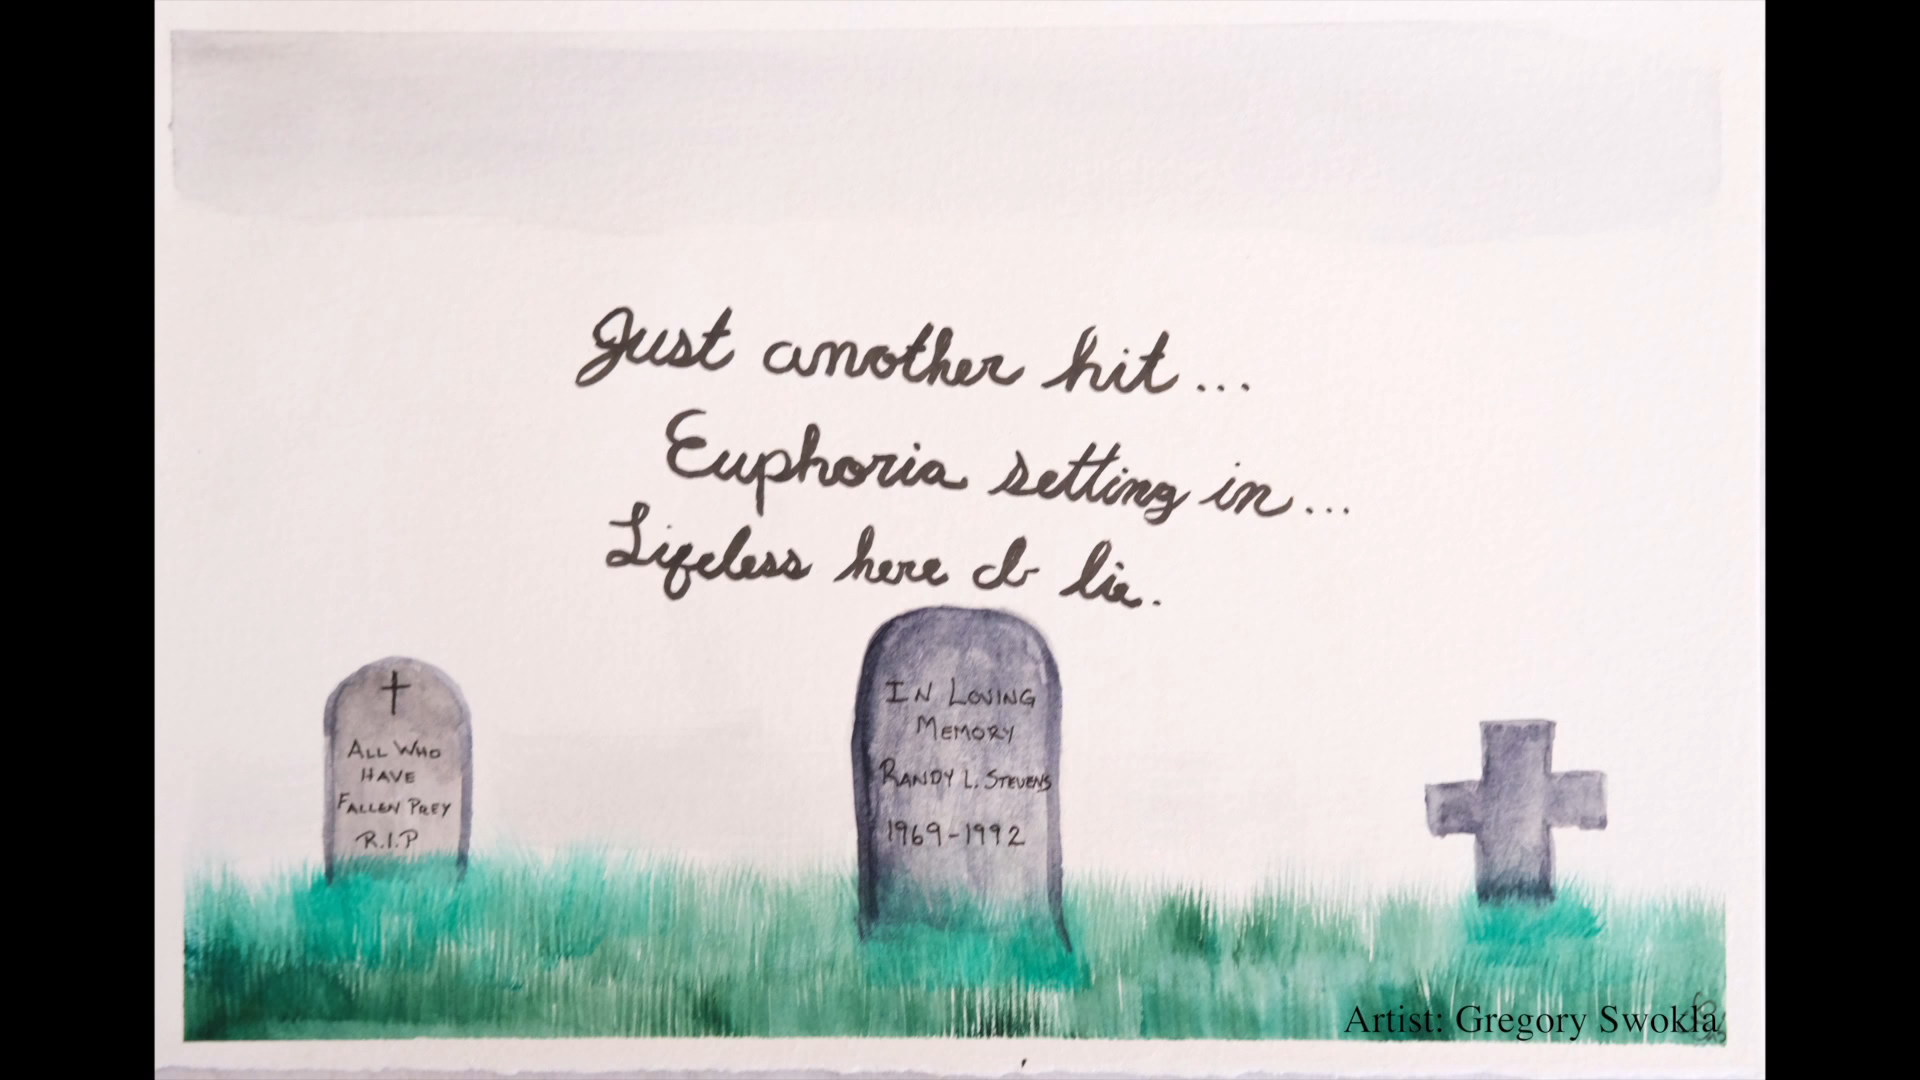 Just another hit...
Euphoria setting in...
Lifeless here I lie.
All Who
Have
Fallen Prey
R.I.P
In Loving
Memory
Randy L. Stevens
1969-1992
Artist: Gregory Swokla